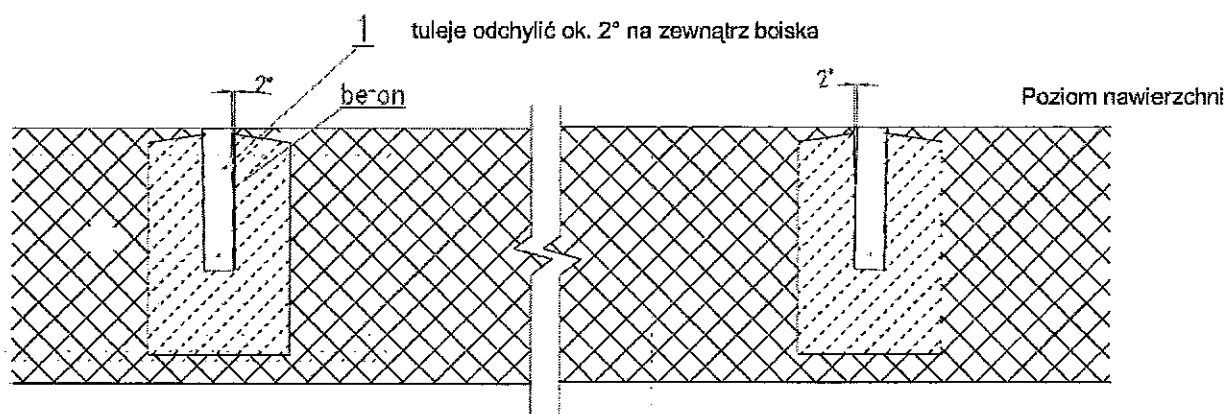 1 tuleje odchylić ok. 2° na zewnątrz boiska
2° 2°
beton Poziom nawierzchni